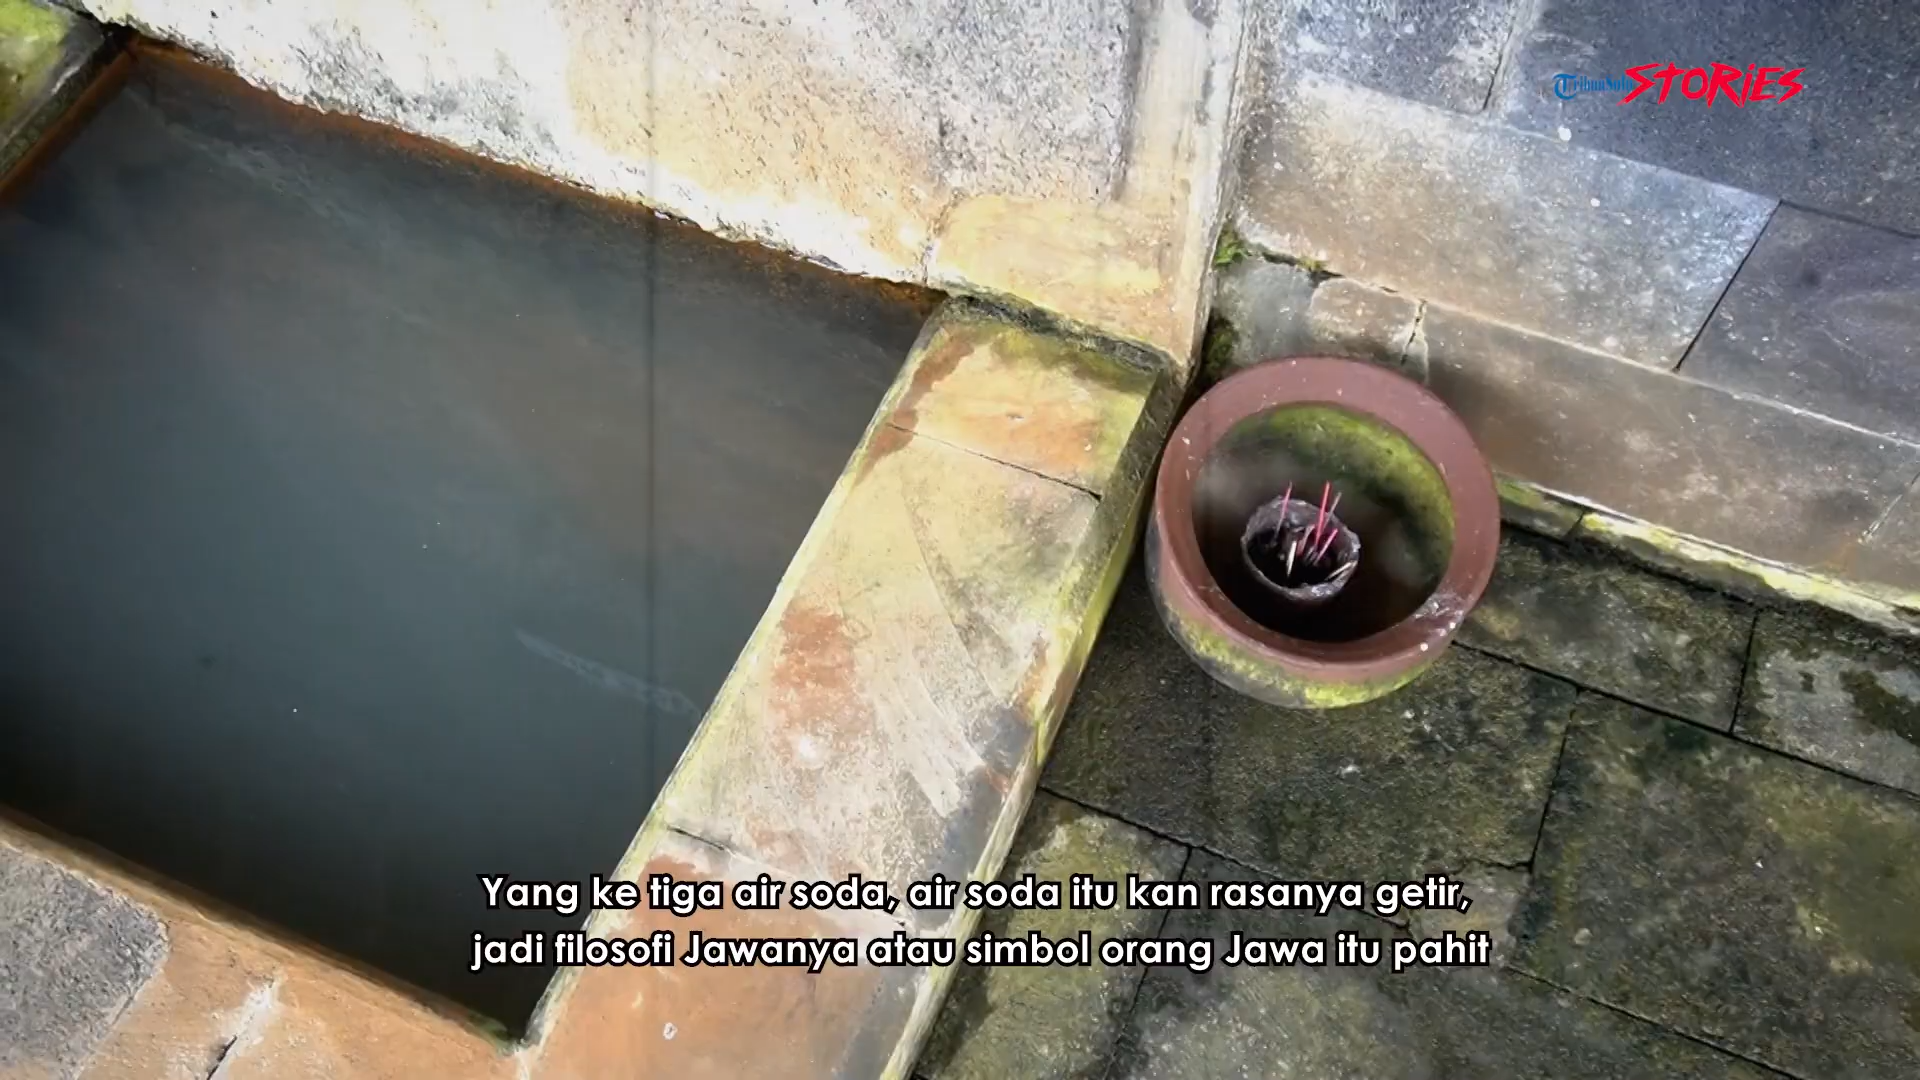 TribunSolo STORIES
Yang ke tiga air soda, air soda itu kan rasanya getir,
jadi filosofi Jawanya atau simbol orang Jawa itu pahit